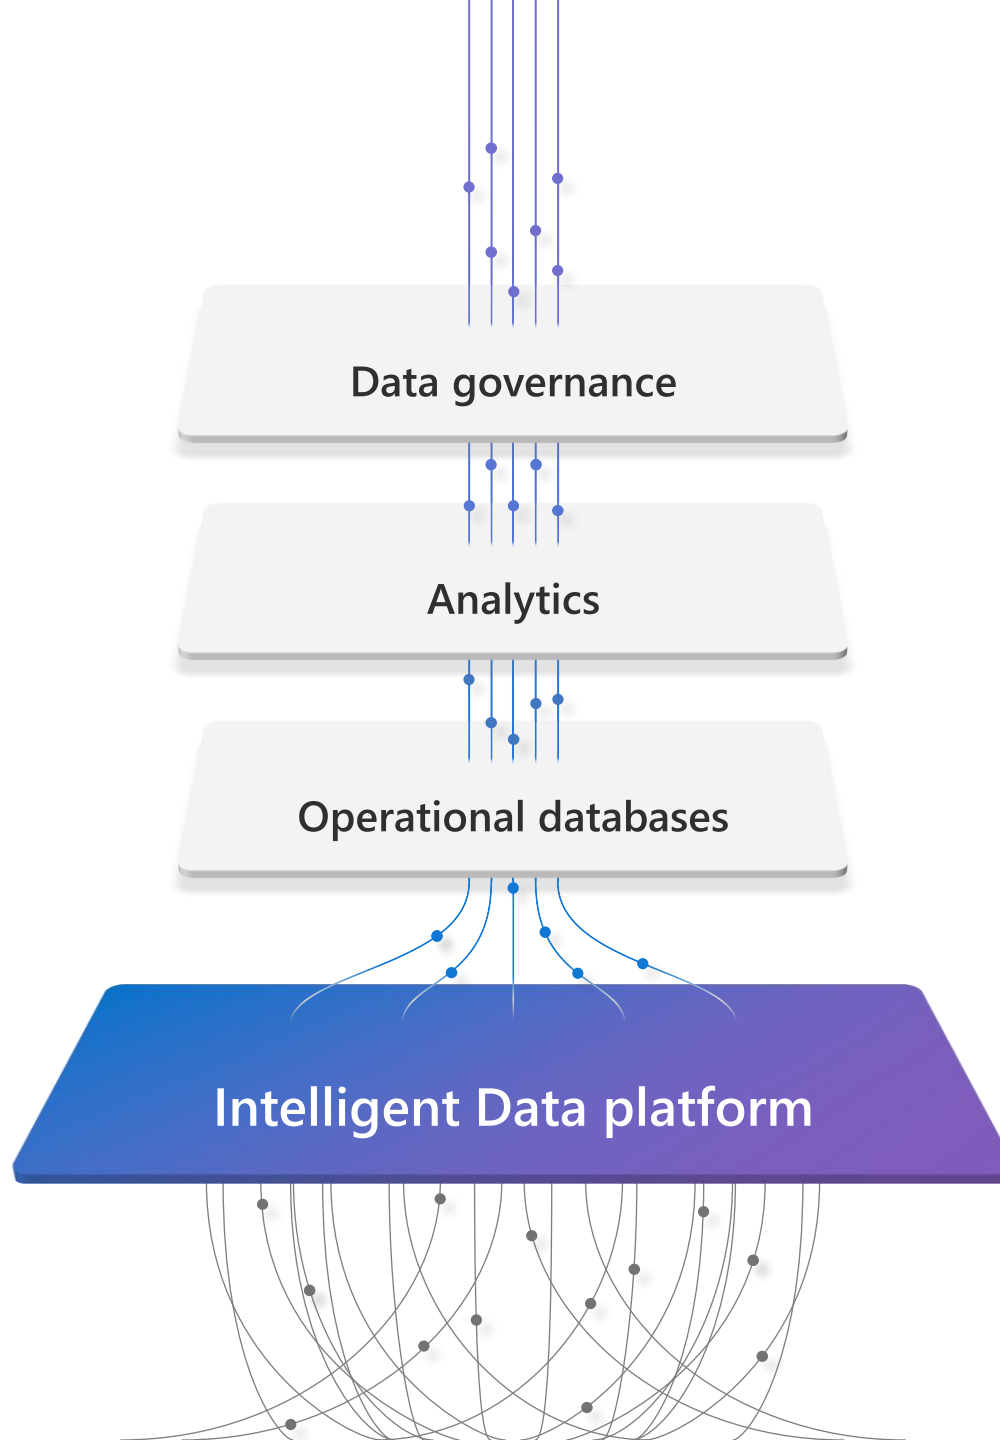 Data governance
Analytics
Operational databases
Intelligent Data platform